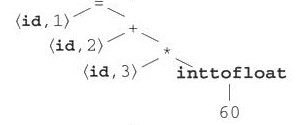 =
⟨id,1⟩
+
⟨id,2⟩
*
⟨id,3⟩
inttofloat
60